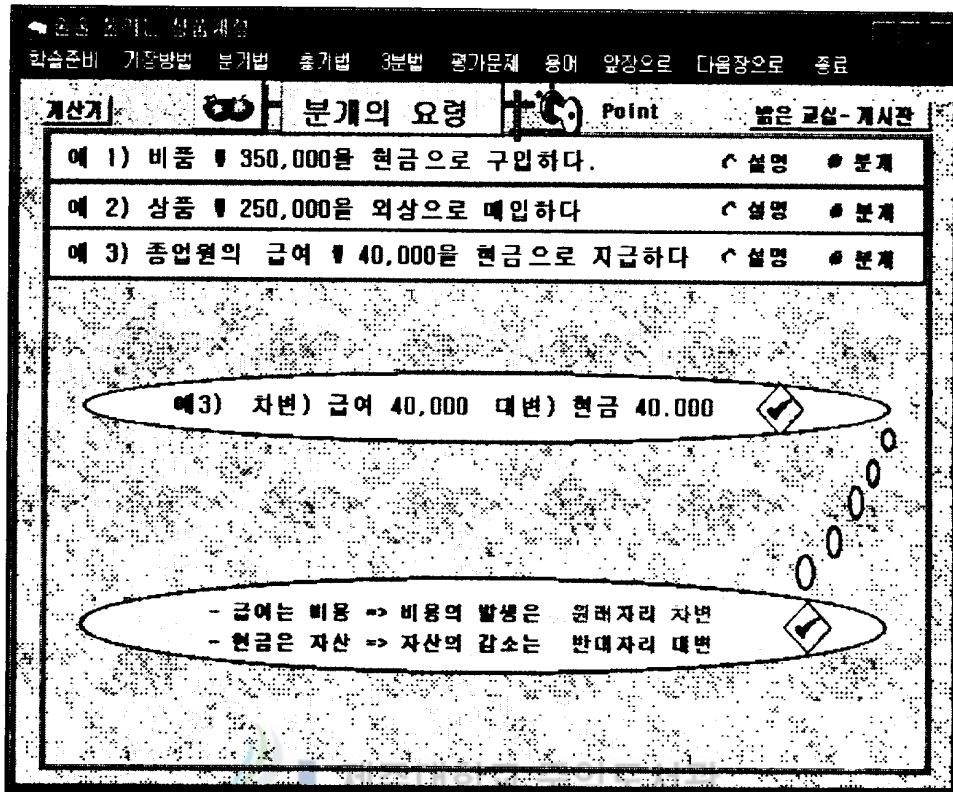 학습준비 기장방법 분기법 총기법 3분법 평가문제 용어 앞장으로 다음장으로 종료
계산기 분개의 요령 Point 밝은 교실-게시판
예 1) 비품 ₩ 350,000을 현금으로 구입하다. 설명 분개
예 2) 상품 ₩ 250,000을 외상으로 매입하다 설명 분개
예 3) 종업원의 급여 ₩ 40,000을 현금으로 지급하다 설명 분개
예3) 차변) 급여 40,000 대변) 현금 40.000
- 급여는 비용 => 비용의 발생은 원래자리 차변
- 현금은 자산 => 자산의 감소는 반대자리 대변